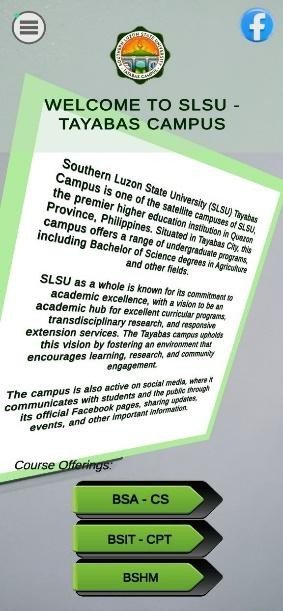 SOUTHERN LUZON STATE UNIVERSITY
TAYABAS CAMPUS
WELCOME TO SLSU -
TAYABAS CAMPUS
Southern Luzon State University (SLSU) Tayabas
Campus is one of the satellite campuses of SLSU,
the premier higher education institution in Quezon
Province, Philippines. Situated in Tayabas City, this
campus offers a range of undergraduate programs,
including Bachelor of Science degrees in Agriculture
and other fields.
SLSU as a whole is known for its commitment to
academic excellence, with a vision to be an
academic hub for excellent curricular programs,
transdisciplinary research, and responsive
extension services. The Tayabas campus upholds
this vision by fostering an environment that
encourages learning, research, and community
engagement.
The campus is also active on social media, where it
communicates with students and the public through
its official Facebook pages, sharing updates,
events, and other important information.
Course Offerings:
BSA - CS
BSIT - CPT
BSHM